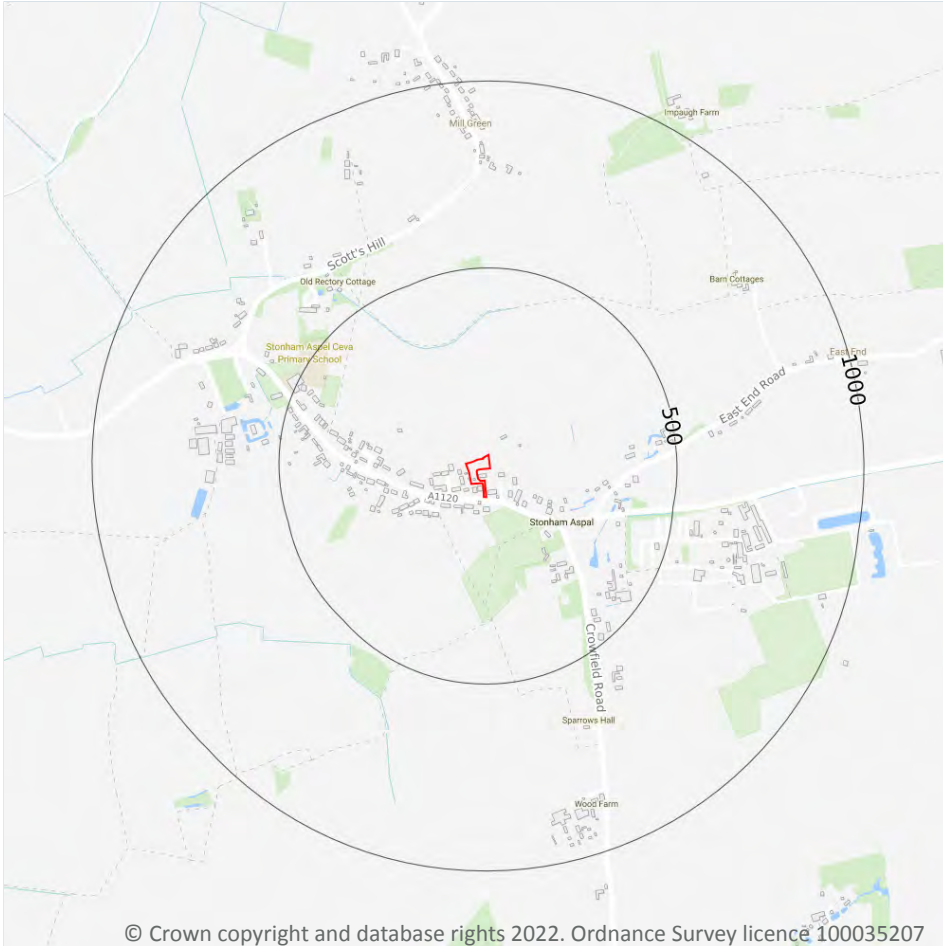 Mill Green
Impaugh Farm
Scott's Hill
Old Rectory Cottage
Barn Cottages
Stonham Aspel Ceva
Primary School
East End
1000
East End Road
500
A1120
Stonham Aspal
Crowfield Road
Sparrows Hall
Wood Farm
© Crown copyright and database rights 2022. Ordnance Survey licence 100035207